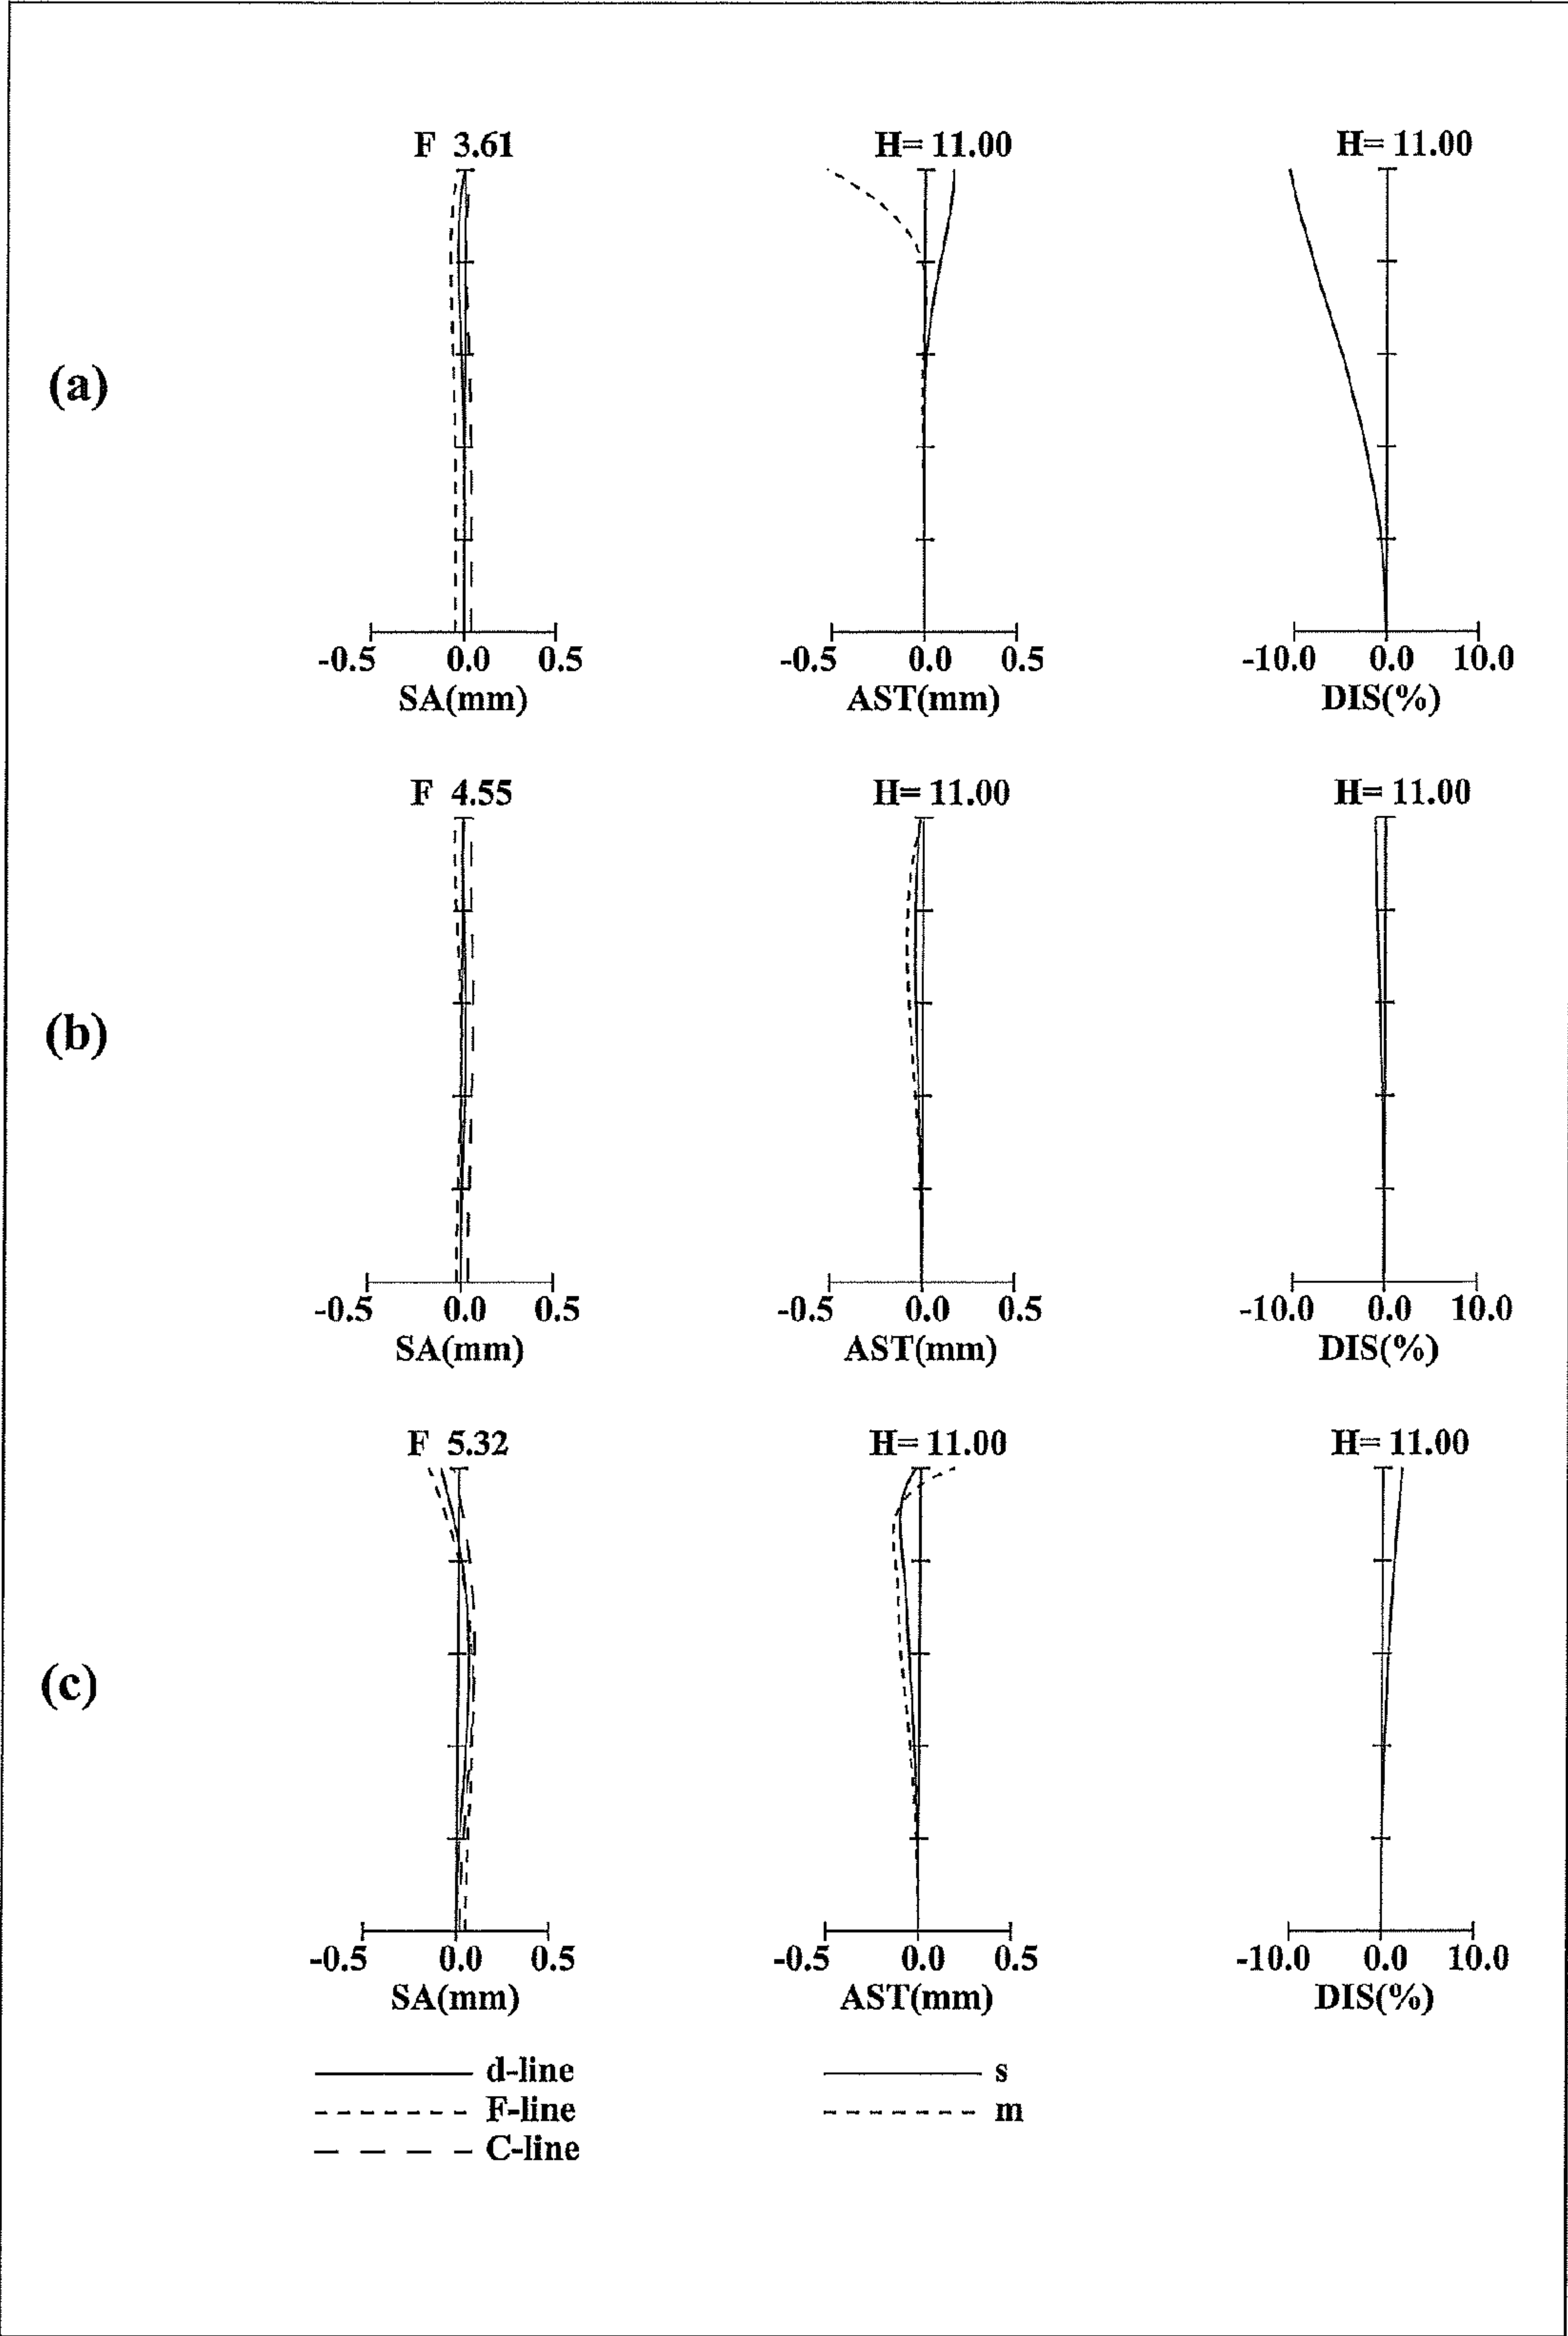 F 3.61 H= 11.00 H= 11.00
(a)
-0.5 0.0 0.5 -0.5 0.0 0.5 -10.0 0.0 10.0
SA(mm) AST(mm) DIS(%)
F 4.55 H= 11.00 H= 11.00
(b)
-0.5 0.0 0.5 -0.5 0.0 0.5 -10.0 0.0 10.0
SA(mm) AST(mm) DIS(%)
F 5.32 H= 11.00 H= 11.00
(c)
-0.5 0.0 0.5 -0.5 0.0 0.5 -10.0 0.0 10.0
SA(mm) AST(mm) DIS(%)
d-line s
F-line m
C-line